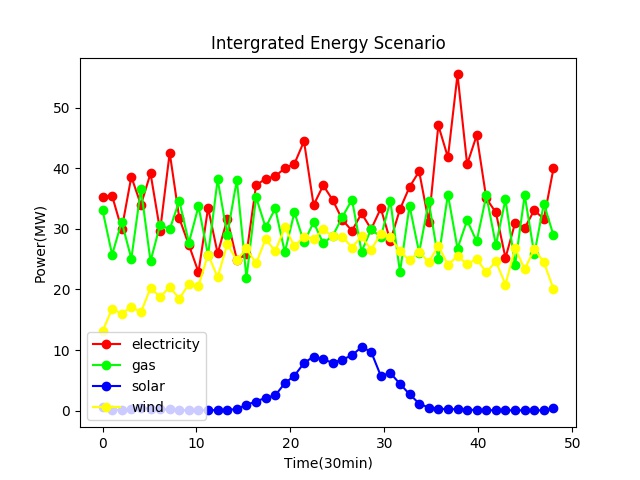 Intergrated Energy Scenario
Power(MW)
50
40
30
20
10
0
electricity
gas
solar
wind
0 10 20 30 40 50
Time(30min)